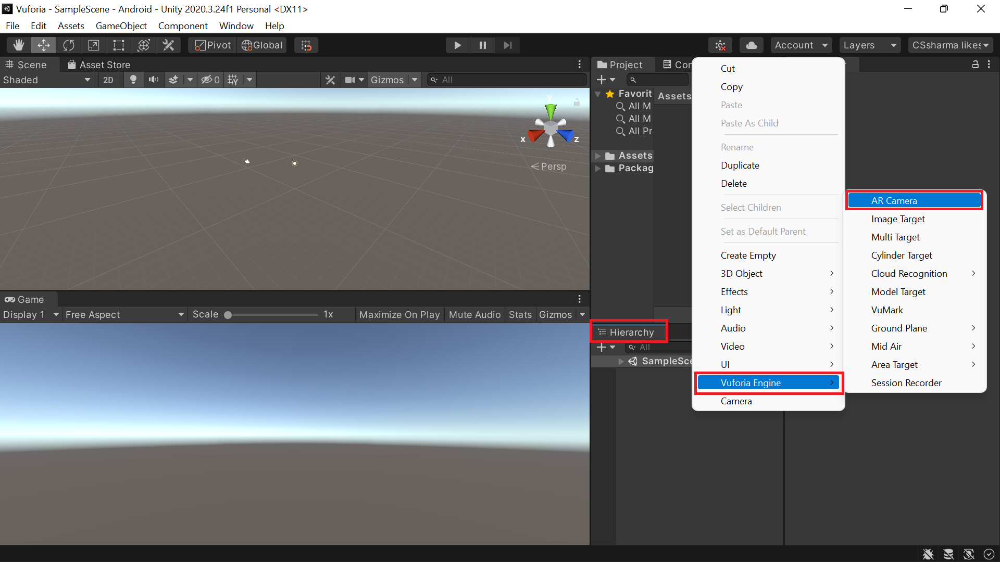 Vuforia - SampleScene - Android - Unity 2020.3.24f1 Personal <DX11>
File Edit Assets GameObject Component Window Help
Pivot Global Account Layers CSsharma likes
Scene Asset Store
Shaded 2D 0 Gizmos All
y
x z
Persp
Game
Display 1 Free Aspect Scale 1x Maximize On Play Mute Audio Stats Gizmos
Project Con
Favorit
All M
All M
All Pr
Assets
Packag
Assets
Hierarchy
All
SampleSce
Cut
Copy
Paste
Paste As Child
Rename
Duplicate
Delete
Select Children
Set as Default Parent
Create Empty
3D Object
Effects
Light
Audio
Video
UI
Vuforia Engine
Camera
AR Camera
Image Target
Multi Target
Cylinder Target
Cloud Recognition
Model Target
VuMark
Ground Plane
Mid Air
Area Target
Session Recorder